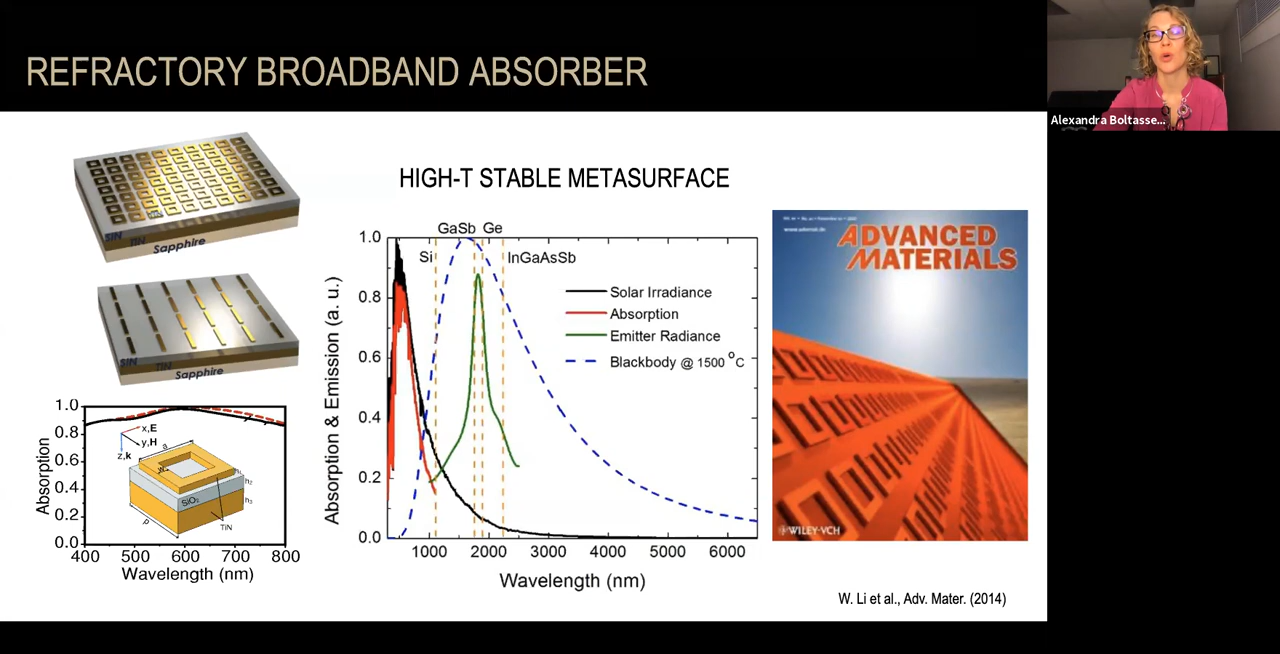 REFRACTORY BROADBAND ABSORBER
Alexandra Boltasse...
HIGH-T STABLE METASURFACE
SiN TiN Sapphire
SiN TiN Sapphire
Absorption
1.0
0.8
0.6
0.4
0.2
0.0
400 500 600 700 800
Wavelength (nm)
x,E
y,H
z,k
a
w
h₂
h₃
SiO₂
TiN
p
GaSb Ge
Si
InGaAsSb
Solar Irradiance
Absorption
Emitter Radiance
Blackbody @ 1500 °C
Absorption & Emission (a. u.)
1.0
0.8
0.6
0.4
0.2
0.0
1000 2000 3000 4000 5000 6000
Wavelength (nm)
ADVANCED
MATERIALS
WILEY-VCH
W. Li et al., Adv. Mater. (2014)